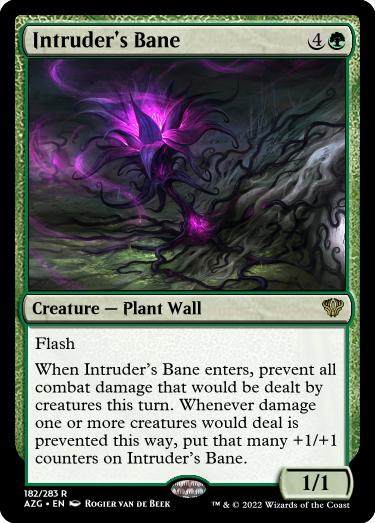 Intruder's Bane 4
Creature — Plant Wall
Flash
When Intruder's Bane enters, prevent all
combat damage that would be dealt by
creatures this turn. Whenever damage
one or more creatures would deal is
prevented this way, put that many +1/+1
counters on Intruder's Bane.
1/1
182/283 R
AZG • EN Rogier van de Beek
™ & © 2022 Wizards of the Coast